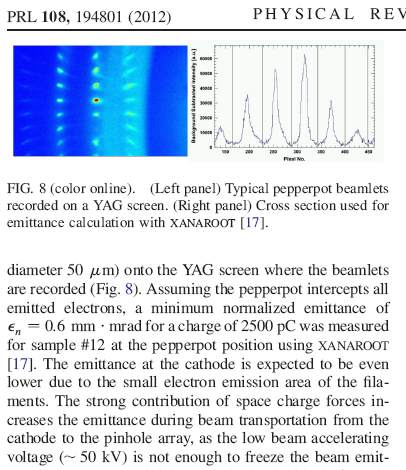 PRL 108, 194801 (2012)
PHYSICAL REV
Background Subtracted Intensity [a.u.]
60000
50000
40000
30000
20000
10000
0
100 150 200 250 300 350 400 450
Pixel No.
FIG. 8 (color online). (Left panel) Typical pepperpot beamlets
recorded on a YAG screen. (Right panel) Cross section used for
emittance calculation with XANAROOT [17].
diameter 50 μm) onto the YAG screen where the beamlets
are recorded (Fig. 8). Assuming the pepperpot intercepts all
emitted electrons, a minimum normalized emittance of
ϵn = 0.6 mm · mrad for a charge of 2500 pC was measured
for sample #12 at the pepperpot position using XANAROOT
[17]. The emittance at the cathode is expected to be even
lower due to the small electron emission area of the fila-
ments. The strong contribution of space charge forces in-
creases the emittance during beam transportation from the
cathode to the pinhole array, as the low beam accelerating
voltage (~ 50 kV) is not enough to freeze the beam emit-